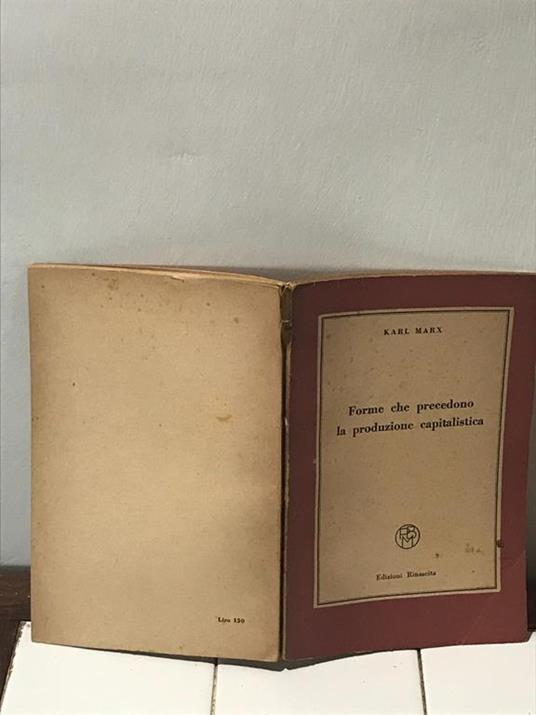 KARL MARX
Forme che precedono
la produzione capitalistica
Edizioni Rinascita
Lire 150